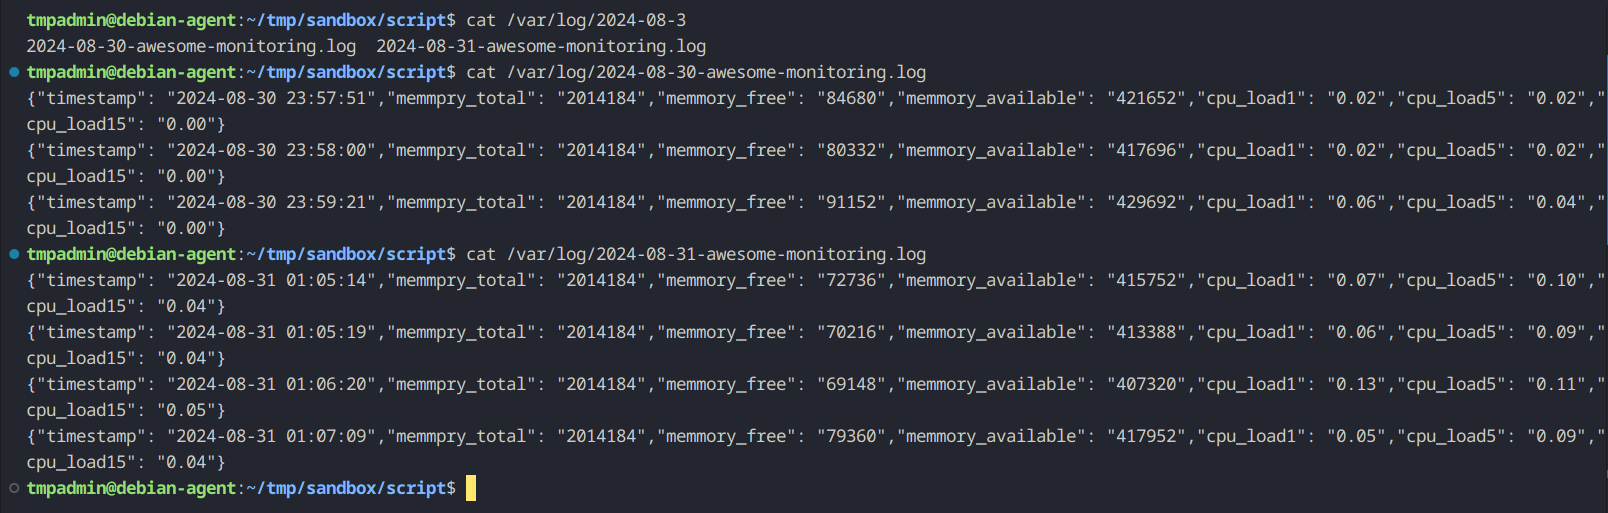 tmpadmin@debian-agent:~/tmp/sandbox/script$ cat /var/log/2024-08-3
2024-08-30-awesome-monitoring.log  2024-08-31-awesome-monitoring.log
tmpadmin@debian-agent:~/tmp/sandbox/script$ cat /var/log/2024-08-30-awesome-monitoring.log
{"timestamp": "2024-08-30 23:57:51","memmpry_total": "2014184","memmory_free": "84680","memmory_available": "421652","cpu_load1": "0.02","cpu_load5": "0.02","
cpu_load15": "0.00"}
{"timestamp": "2024-08-30 23:58:00","memmpry_total": "2014184","memmory_free": "80332","memmory_available": "417696","cpu_load1": "0.02","cpu_load5": "0.02","
cpu_load15": "0.00"}
{"timestamp": "2024-08-30 23:59:21","memmpry_total": "2014184","memmory_free": "91152","memmory_available": "429692","cpu_load1": "0.06","cpu_load5": "0.04","
cpu_load15": "0.00"}
tmpadmin@debian-agent:~/tmp/sandbox/script$ cat /var/log/2024-08-31-awesome-monitoring.log
{"timestamp": "2024-08-31 01:05:14","memmpry_total": "2014184","memmory_free": "72736","memmory_available": "415752","cpu_load1": "0.07","cpu_load5": "0.10","
cpu_load15": "0.04"}
{"timestamp": "2024-08-31 01:05:19","memmpry_total": "2014184","memmory_free": "70216","memmory_available": "413388","cpu_load1": "0.06","cpu_load5": "0.09","
cpu_load15": "0.04"}
{"timestamp": "2024-08-31 01:06:20","memmpry_total": "2014184","memmory_free": "69148","memmory_available": "407320","cpu_load1": "0.13","cpu_load5": "0.11","
cpu_load15": "0.05"}
{"timestamp": "2024-08-31 01:07:09","memmpry_total": "2014184","memmory_free": "79360","memmory_available": "417952","cpu_load1": "0.05","cpu_load5": "0.09","
cpu_load15": "0.04"}
tmpadmin@debian-agent:~/tmp/sandbox/script$